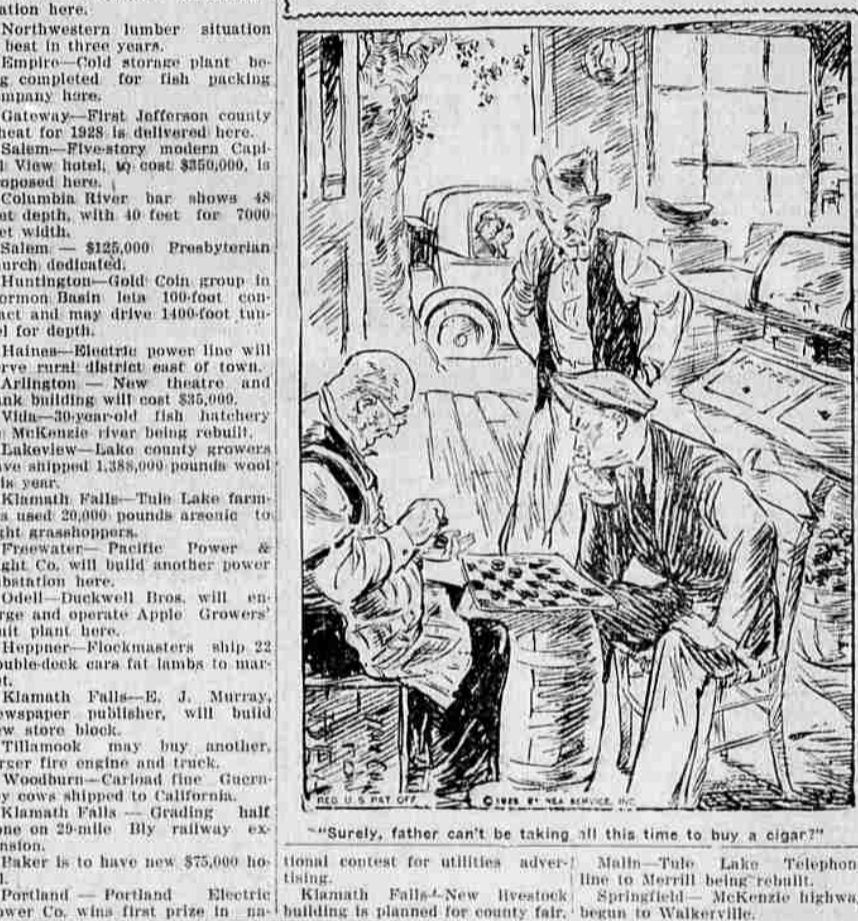 ation here.
Northwestern lumber situation
best in three years.
Empire—Cold storage plant be-
g completed for fish packing
mpany here.
Gateway—First Jefferson county
heat for 1928 is delivered here.
Salem—Five-story modern Capi-
l View hotel, to cost $350,000, is
oposed here.
Columbia River bar shows 48
et depth, with 40 feet for 7000
et width.
Salem — $125,000 Presbyterian
urch dedicated.
Huntington—Gold Coin group in
ormon Basin lets 100-foot con-
act and may drive 1400-foot tun-
el for depth.
Haines—Electric power line will
rve rural district east of town.
Arlington — New theatre and
ank building will cost $35,000.
Vida—30-year-old fish hatchery
McKenzie river being rebuilt.
Lakeview—Lake county growers
ve shipped 1,388,000 pounds wool
is year.
Klamath Falls—Tule Lake farm-
s used 20,000 pounds arsenic to
ght grasshoppers.
Freewater— Pacific Power &
ght Co. will build another power
bstation here.
Odell—Duckwell Bros. will en-
rge and operate Apple Growers'
uit plant here.
Heppner—Flockmasters ship 22
ouble-deck cars fat lambs to mar-
et.
Klamath Falls—E. J. Murray,
ewspaper publisher, will build
ew store block.
Tillamook may buy another,
rger fire engine and truck.
Woodburn—Carload fine Guern-
y cows shipped to California.
Klamath Falls — Grading half
one on 29-mile Bly railway ex-
nsion.
Baker is to have new $75,000 ho-
l.
Portland — Portland Electric
ower Co. wins first prize in na-
REG. U.S. PAT. OFF.
© 1928 BY NEA SERVICE, INC.
"Surely, father can't be taking all this time to buy a cigar?"
tional contest for utilities adver-
tising.
Klamath Falls—New livestock
building is planned for county fair.
Malin—Tule Lake Telephon
line to Merrill being rebuilt.
Springfield— McKenzie highwa
begun to Walkerville.